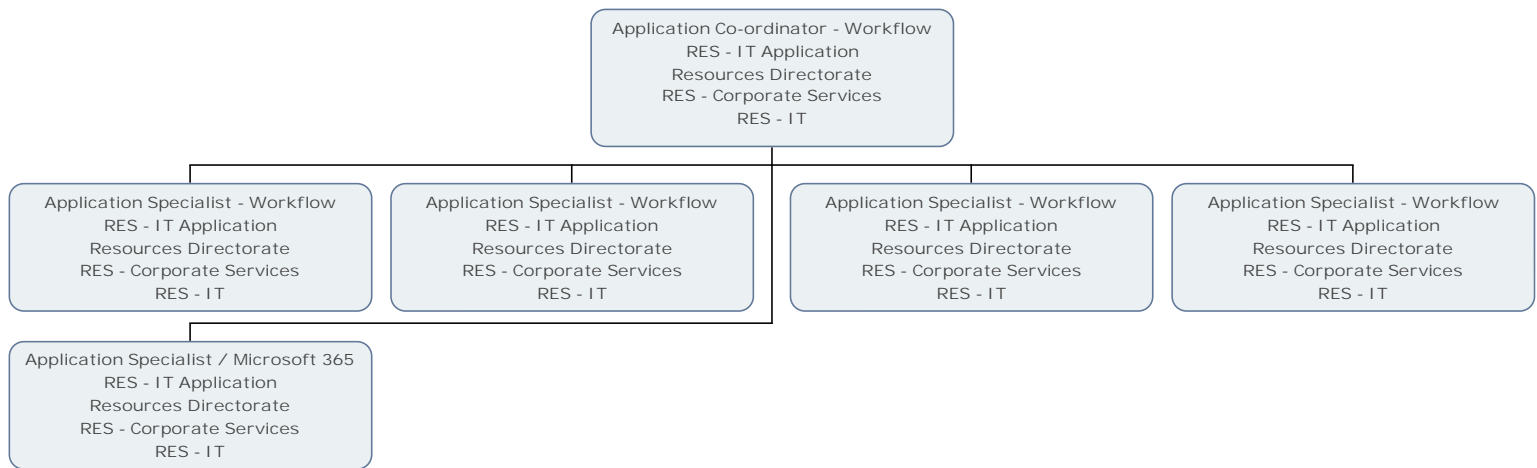 Application Co-ordinator - Workflow
RES - IT Application
Resources Directorate
RES - Corporate Services
RES - IT
Application Specialist - Workflow
RES - IT Application
Resources Directorate
RES - Corporate Services
RES - IT
Application Specialist - Workflow
RES - IT Application
Resources Directorate
RES - Corporate Services
RES - IT
Application Specialist - Workflow
RES - IT Application
Resources Directorate
RES - Corporate Services
RES - IT
Application Specialist - Workflow
RES - IT Application
Resources Directorate
RES - Corporate Services
RES - IT
Application Specialist / Microsoft 365
RES - IT Application
Resources Directorate
RES - Corporate Services
RES - IT